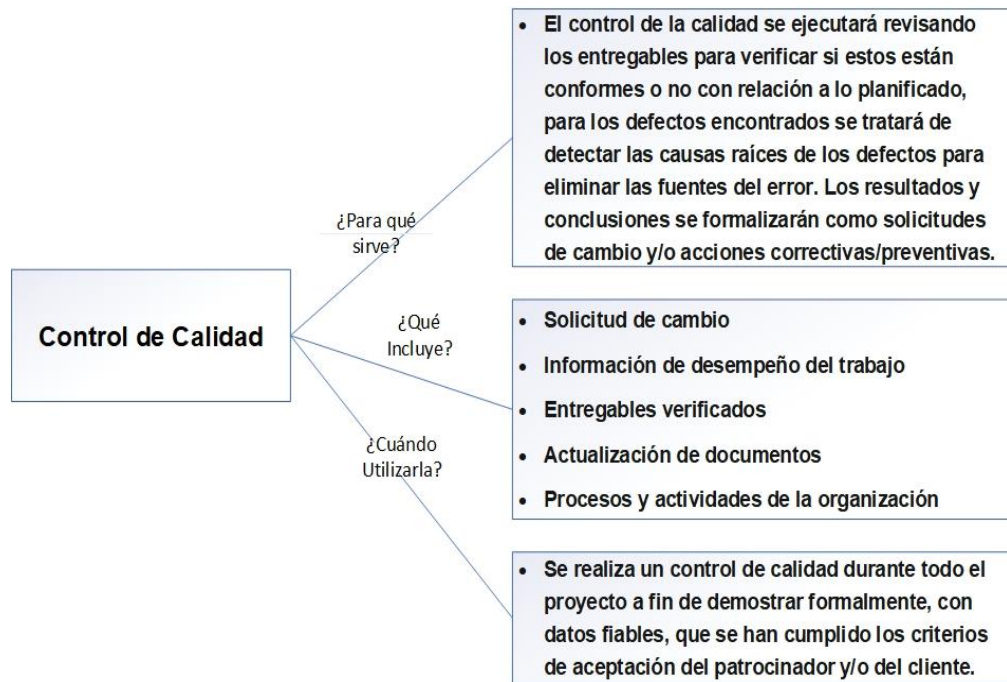 • El control de la calidad se ejecutará revisando
los entregables para verificar si estos están
conformes o no con relación a lo planificado,
para los defectos encontrados se tratará de
detectar las causas raíces de los defectos para
eliminar las fuentes del error. Los resultados y
conclusiones se formalizarán como solicitudes
de cambio y/o acciones correctivas/preventivas.
¿Para qué
sirve?
Control de Calidad
¿Qué
Incluye?
• Solicitud de cambio
• Información de desempeño del trabajo
• Entregables verificados
• Actualización de documentos
• Procesos y actividades de la organización
¿Cuándo
Utilizarla?
• Se realiza un control de calidad durante todo el
proyecto a fin de demostrar formalmente, con
datos fiables, que se han cumplido los criterios
de aceptación del patrocinador y/o del cliente.